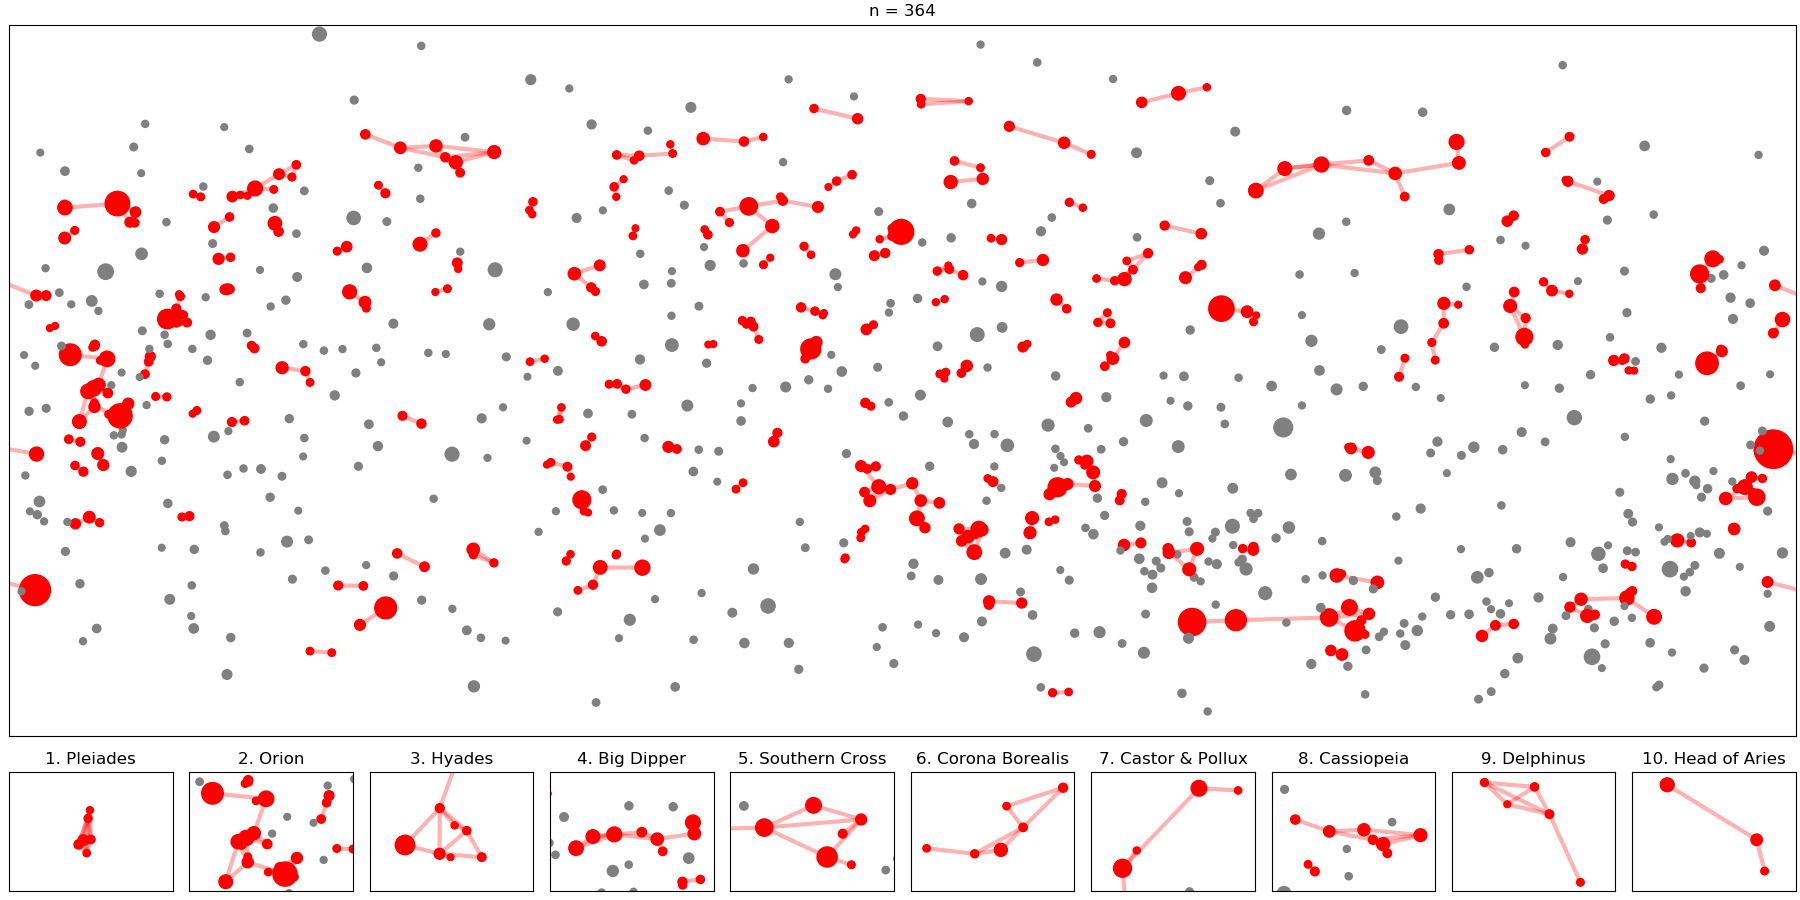 n = 364
1. Pleiades
2. Orion
3. Hyades
4. Big Dipper
5. Southern Cross
6. Corona Borealis
7. Castor & Pollux
8. Cassiopeia
9. Delphinus
10. Head of Aries